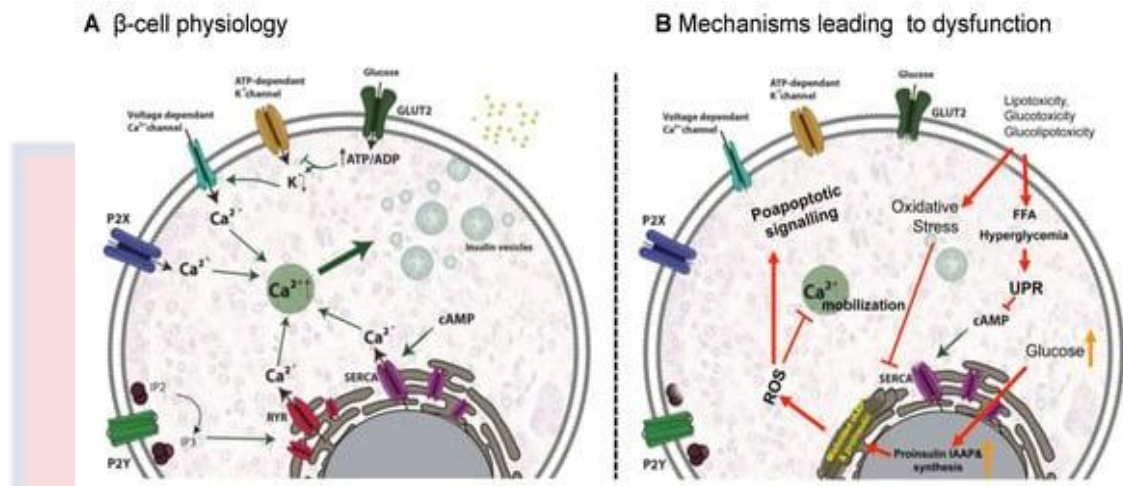 A β-cell physiology
ATP-dependant
K⁺channel
Glucose
GLUT2
Voltage dependant
Ca²⁺channel
↑ATP/ADP
K⁺↓
P2X
Ca²⁺
Ca²⁺
Insulin vesicles
Ca²⁺↑
cAMP
Ca²⁺
Ca²⁺
SERCA
IP2
RYR
IP3
P2Y
B Mechanisms leading to dysfunction
ATP-dependant
K⁺channel
Glucose
GLUT2
Lipotoxicity,
Glucotoxicity
Glucolipotoxicity
Voltage dependant
Ca²⁺channel
Poapoptotic
signalling
Oxidative
Stress
FFA
Hyperglycemia
P2X
UPR
Ca²⁺
mobilization
cAMP
Glucose
SERCA
ROS
P2Y
Proinsulin IAAP&
synthesis